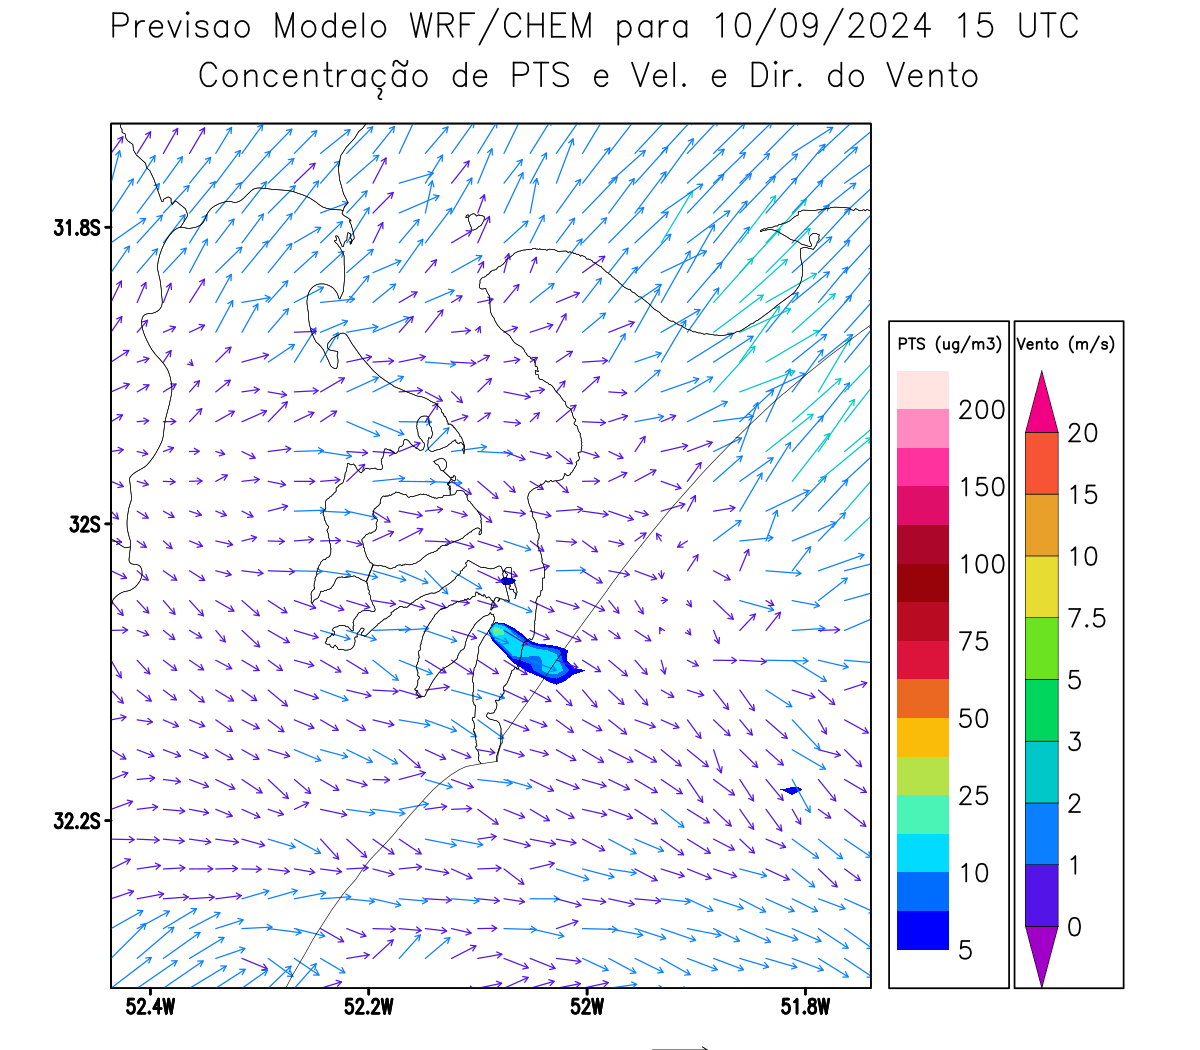 Previsao Modelo WRF/CHEM para 10/09/2024 15 UTC
Concentração de PTS e Vel. e Dir. do Vento
31.8S
32S
32.2S
52.4W 52.2W 52W 51.8W
PTS (ug/m3)
200
150
100
75
50
25
10
5
Vento (m/s)
20
15
10
7.5
5
3
2
1
0